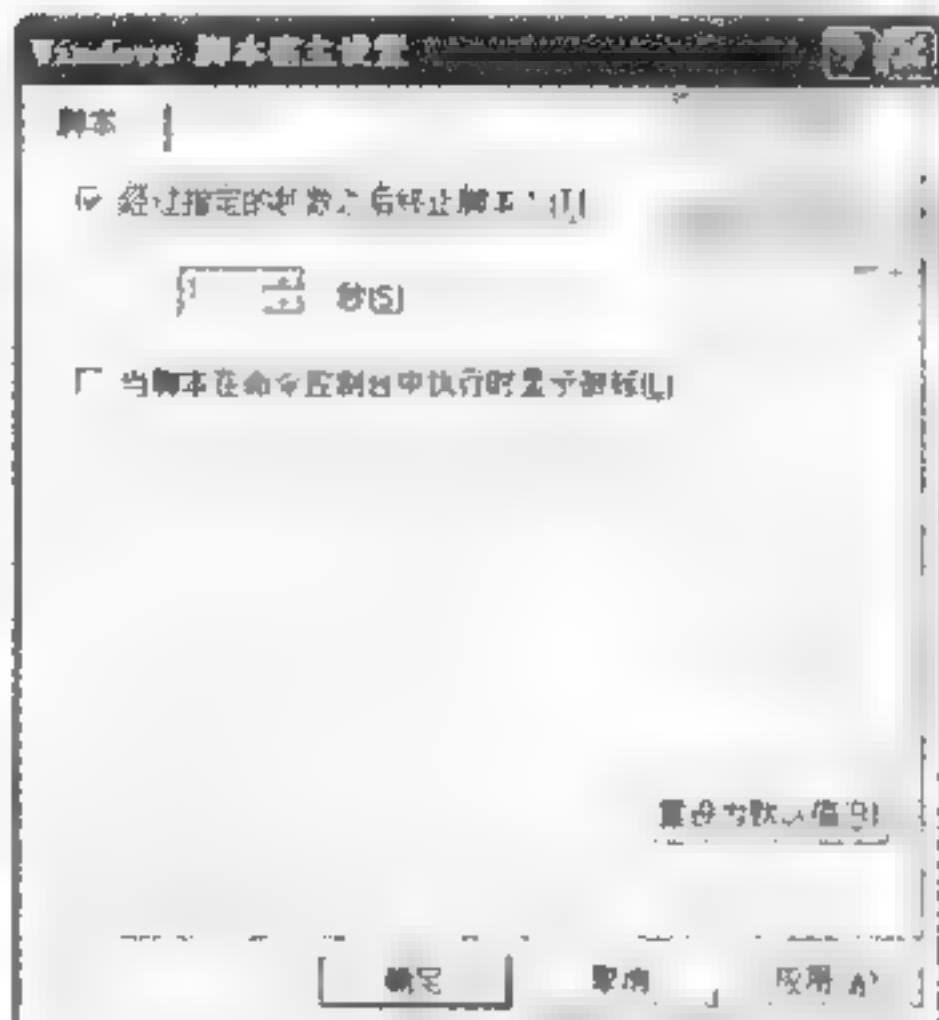 Windows 脚本宿主设置
脚本
经过指定的秒数之后终止脚本:(T)
1 秒(S)
当脚本在命令控制台中执行时显示徽标(L)
重设为默认值(R)
确定 取消 应用(A)